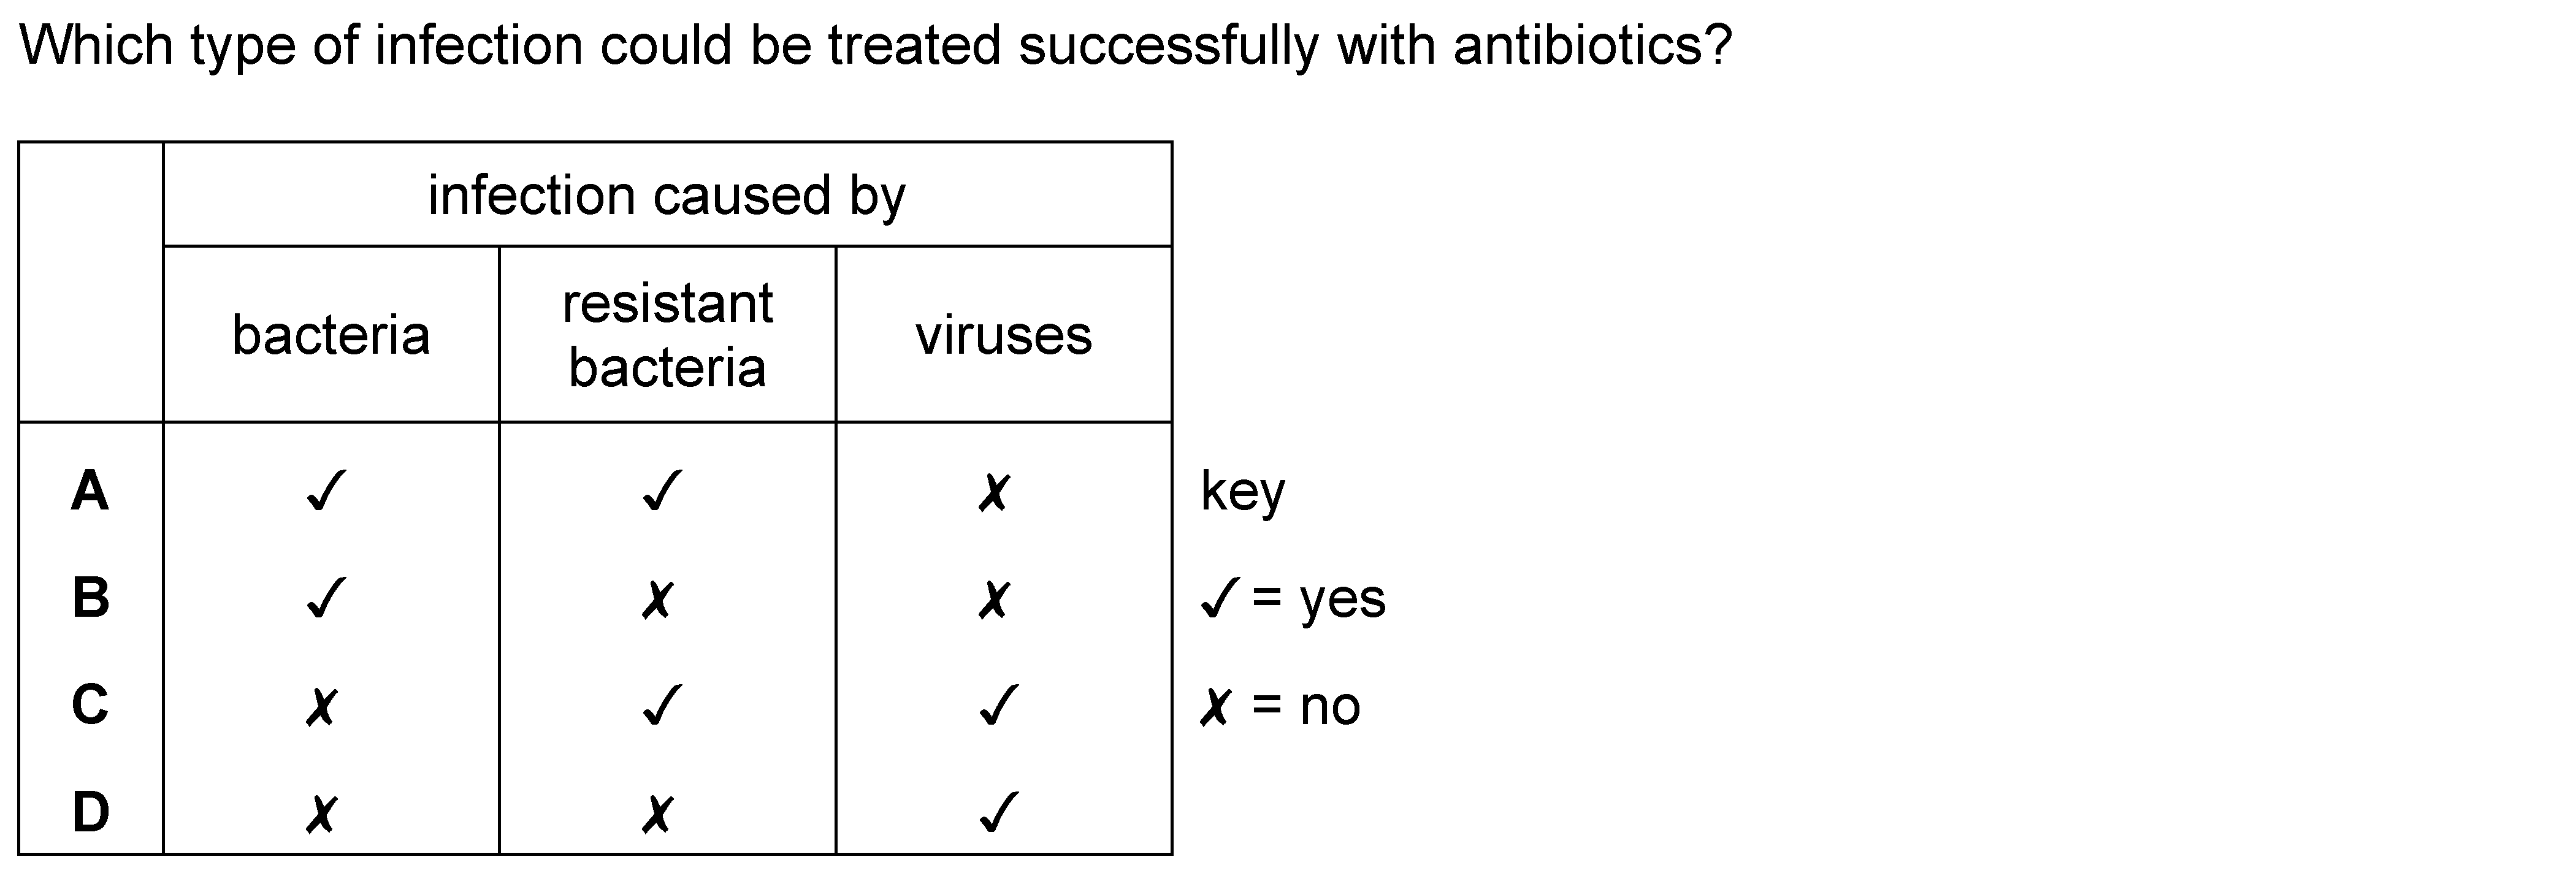 Which type of infection could be treated successfully with antibiotics?
infection caused by
bacteria resistant bacteria viruses
A ✓ ✓ ✗ key
B ✓ ✗ ✗ ✓ = yes
C ✗ ✓ ✓ ✗ = no
D ✗ ✗ ✓